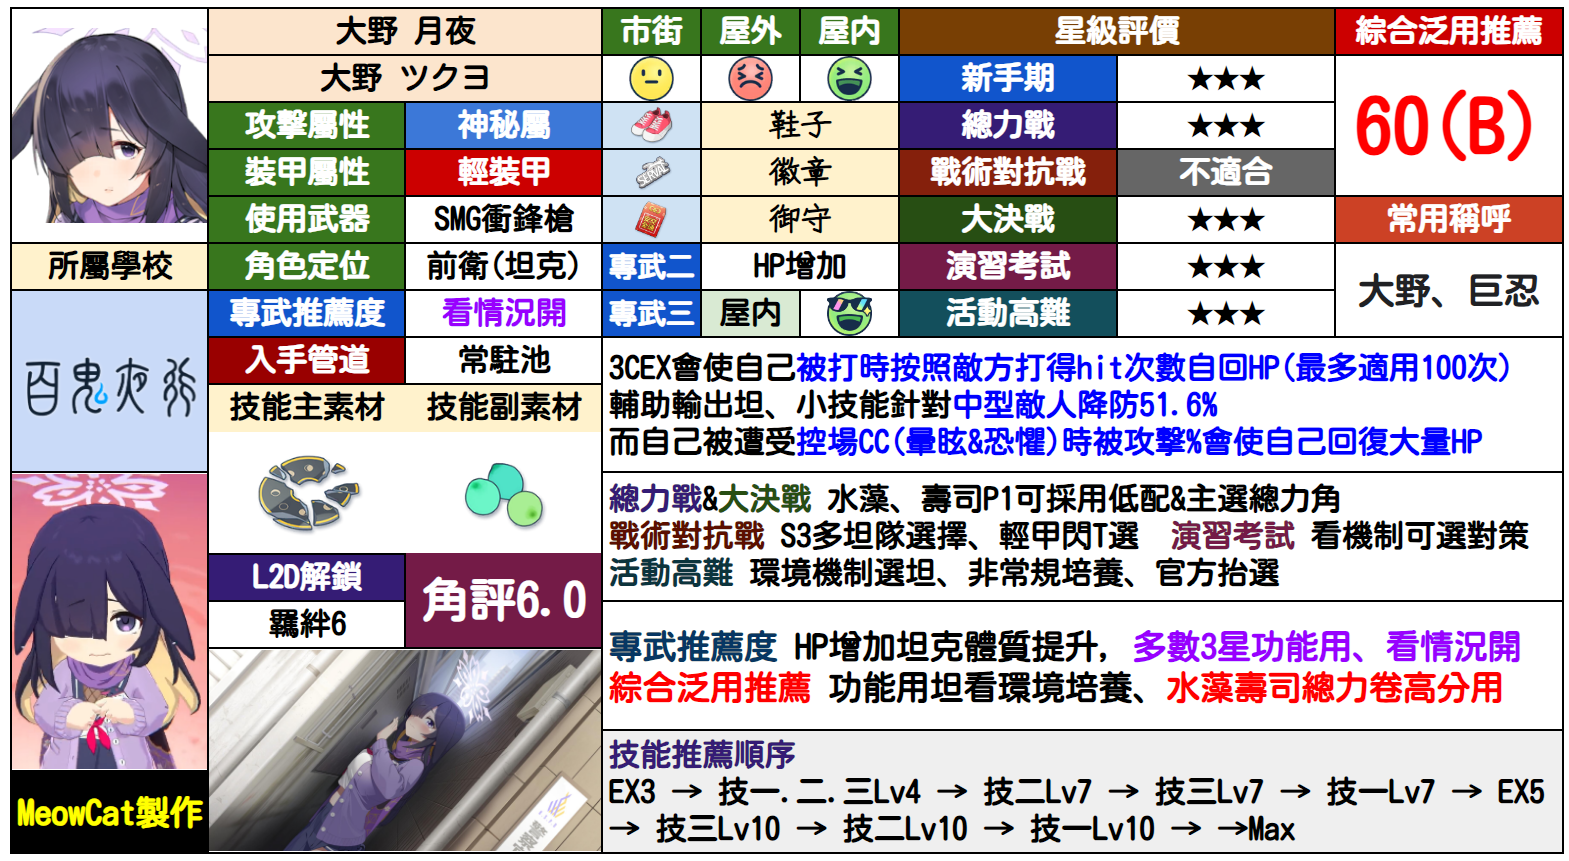 大野 月夜
大野 ツクヨ
市街 屋外 屋内
星級評價
綜合泛用推薦
新手期 ★★★
60(B)
攻擊屬性 神秘屬
鞋子
總力戰 ★★★
裝甲屬性 輕裝甲
SERVAL
徽章
戰術對抗戰 不適合
使用武器 SMG衝鋒槍
御守
大決戰 ★★★
常用稱呼
所屬學校
角色定位 前衛(坦克)
專武二 HP增加
演習考試 ★★★
大野、巨忍
百鬼夜行
專武推薦度 看情況開
專武三 屋内
活動高難 ★★★
入手管道 常駐池
技能主素材 技能副素材
3CEX會使自己被打時按照敵方打得hit次數自回HP(最多適用100次)
輔助輸出坦、小技能針對中型敵人降防51.6%
而自己被遭受控場CC(暈眩&恐懼)時被攻擊%會使自己回復大量HP
總力戰&大決戰 水藻、壽司P1可採用低配&主選總力角
戰術對抗戰 S3多坦隊選擇、輕甲閃T選 演習考試 看機制可選對策
活動高難 環境機制選坦、非常規培養、官方抬選
L2D解鎖
羈絆6
角評6.0
專武推薦度 HP增加坦克體質提升, 多數3星功能用、看情況開
綜合泛用推薦 功能用坦看環境培養、水藻壽司總力卷高分用
技能推薦順序
EX3 → 技一.二.三Lv4 → 技二Lv7 → 技三Lv7 → 技一Lv7 → EX5
→ 技三Lv10 → 技二Lv10 → 技一Lv10 → →Max
MeowCat製作